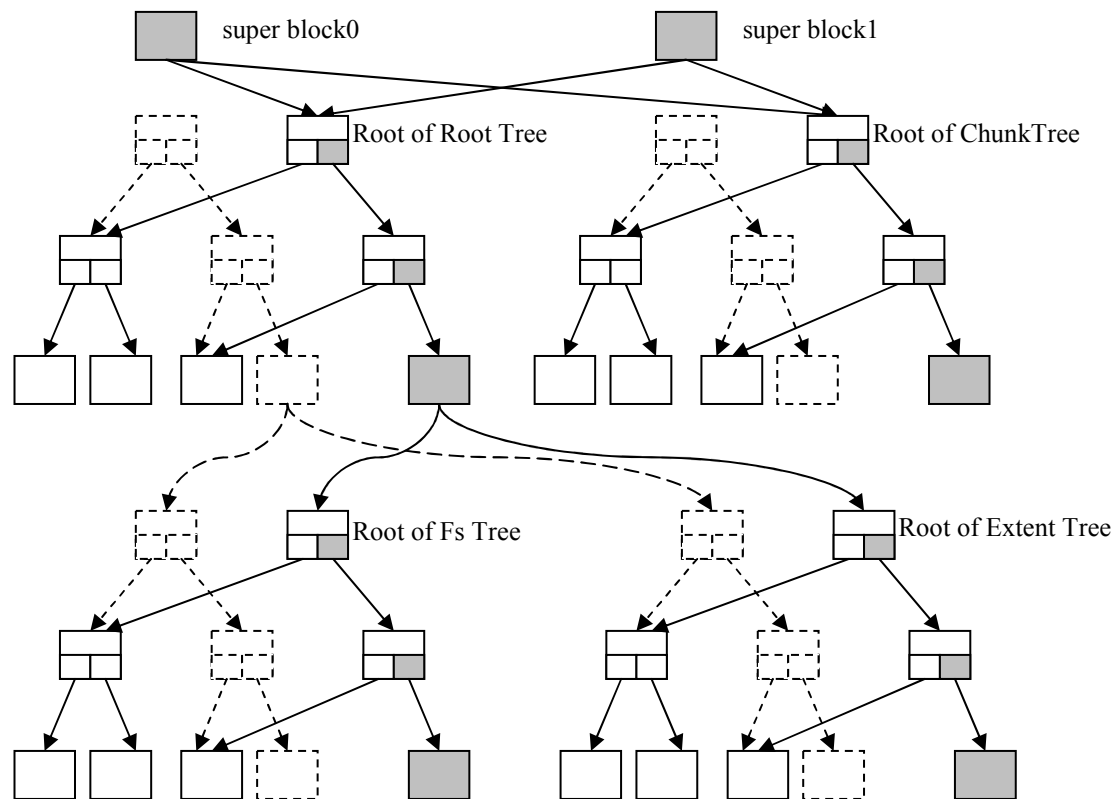 super block0
super block1
Root of Root Tree
Root of ChunkTree
Root of Fs Tree
Root of Extent Tree